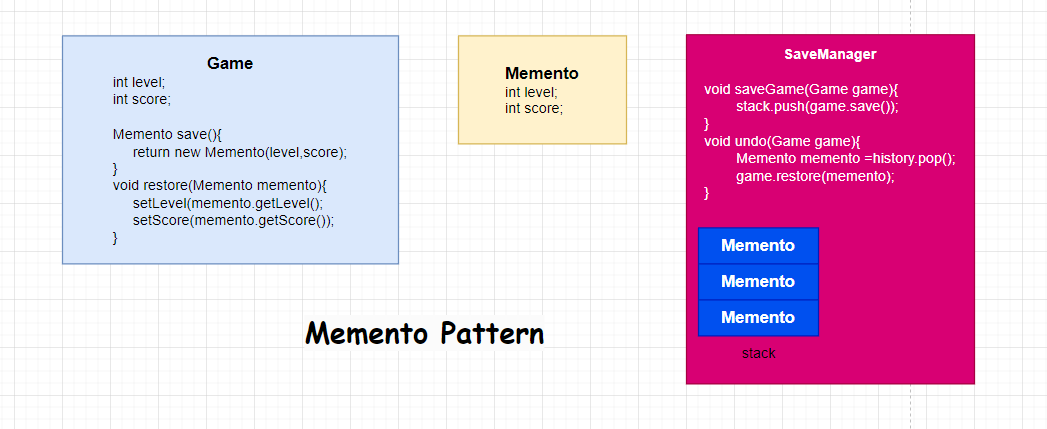 Game
int level;
int score;
Memento save(){
return new Memento(level,score);
}
void restore(Memento memento){
setLevel(memento.getLevel();
setScore(memento.getScore());
}
Memento
int level;
int score;
SaveManager
void saveGame(Game game){
stack.push(game.save());
}
void undo(Game game){
Memento memento =history.pop();
game.restore(memento);
}
Memento
Memento
Memento
stack
Memento Pattern